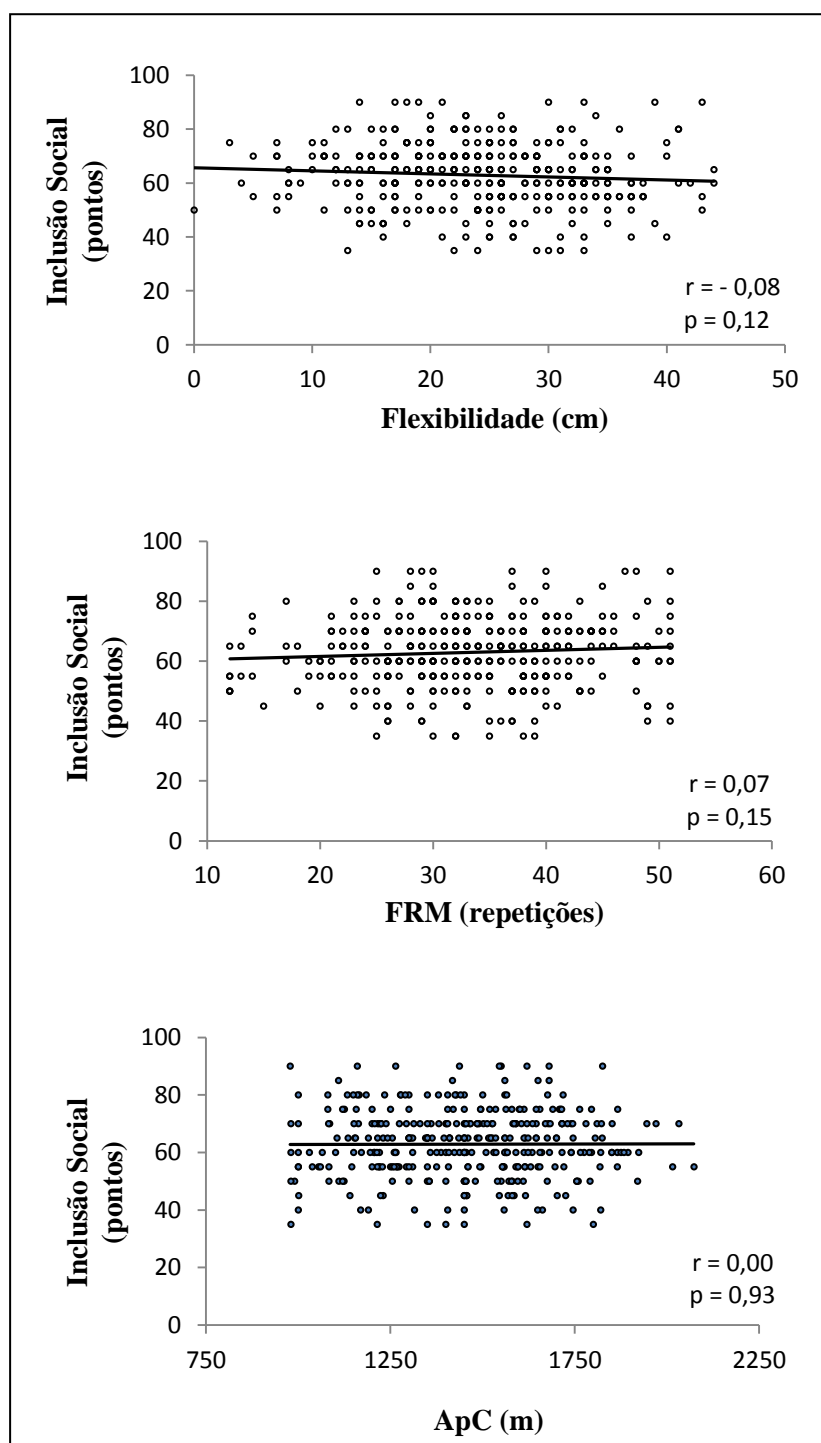 Inclusão Social
(pontos)
100
80
60
40
20
0
r = - 0,08
p = 0,12
0 10 20 30 40 50
Flexibilidade (cm)
Inclusão Social
(pontos)
100
80
60
40
20
0
r = 0,07
p = 0,15
10 20 30 40 50 60
FRM (repetições)
Inclusão Social
(pontos)
100
80
60
40
20
0
r = 0,00
p = 0,93
750 1250 1750 2250
ApC (m)